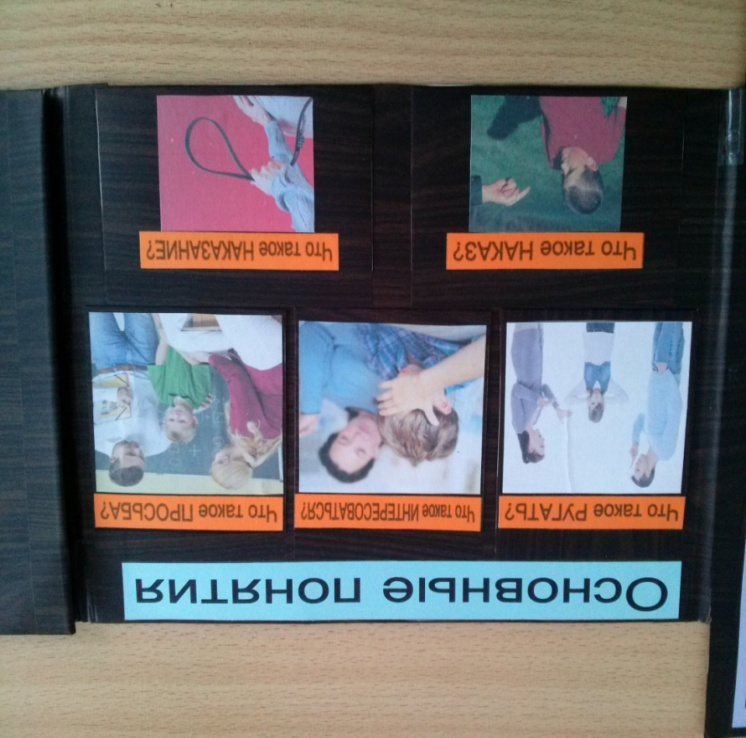 Основные понятия
Что такое РУГАТЬ?
Что такое ИНТЕРЕСОВАТЬСЯ?
Что такое ПРОСЬБА?
Что такое НАКАЗ?
Что такое НАКАЗАНИЕ?